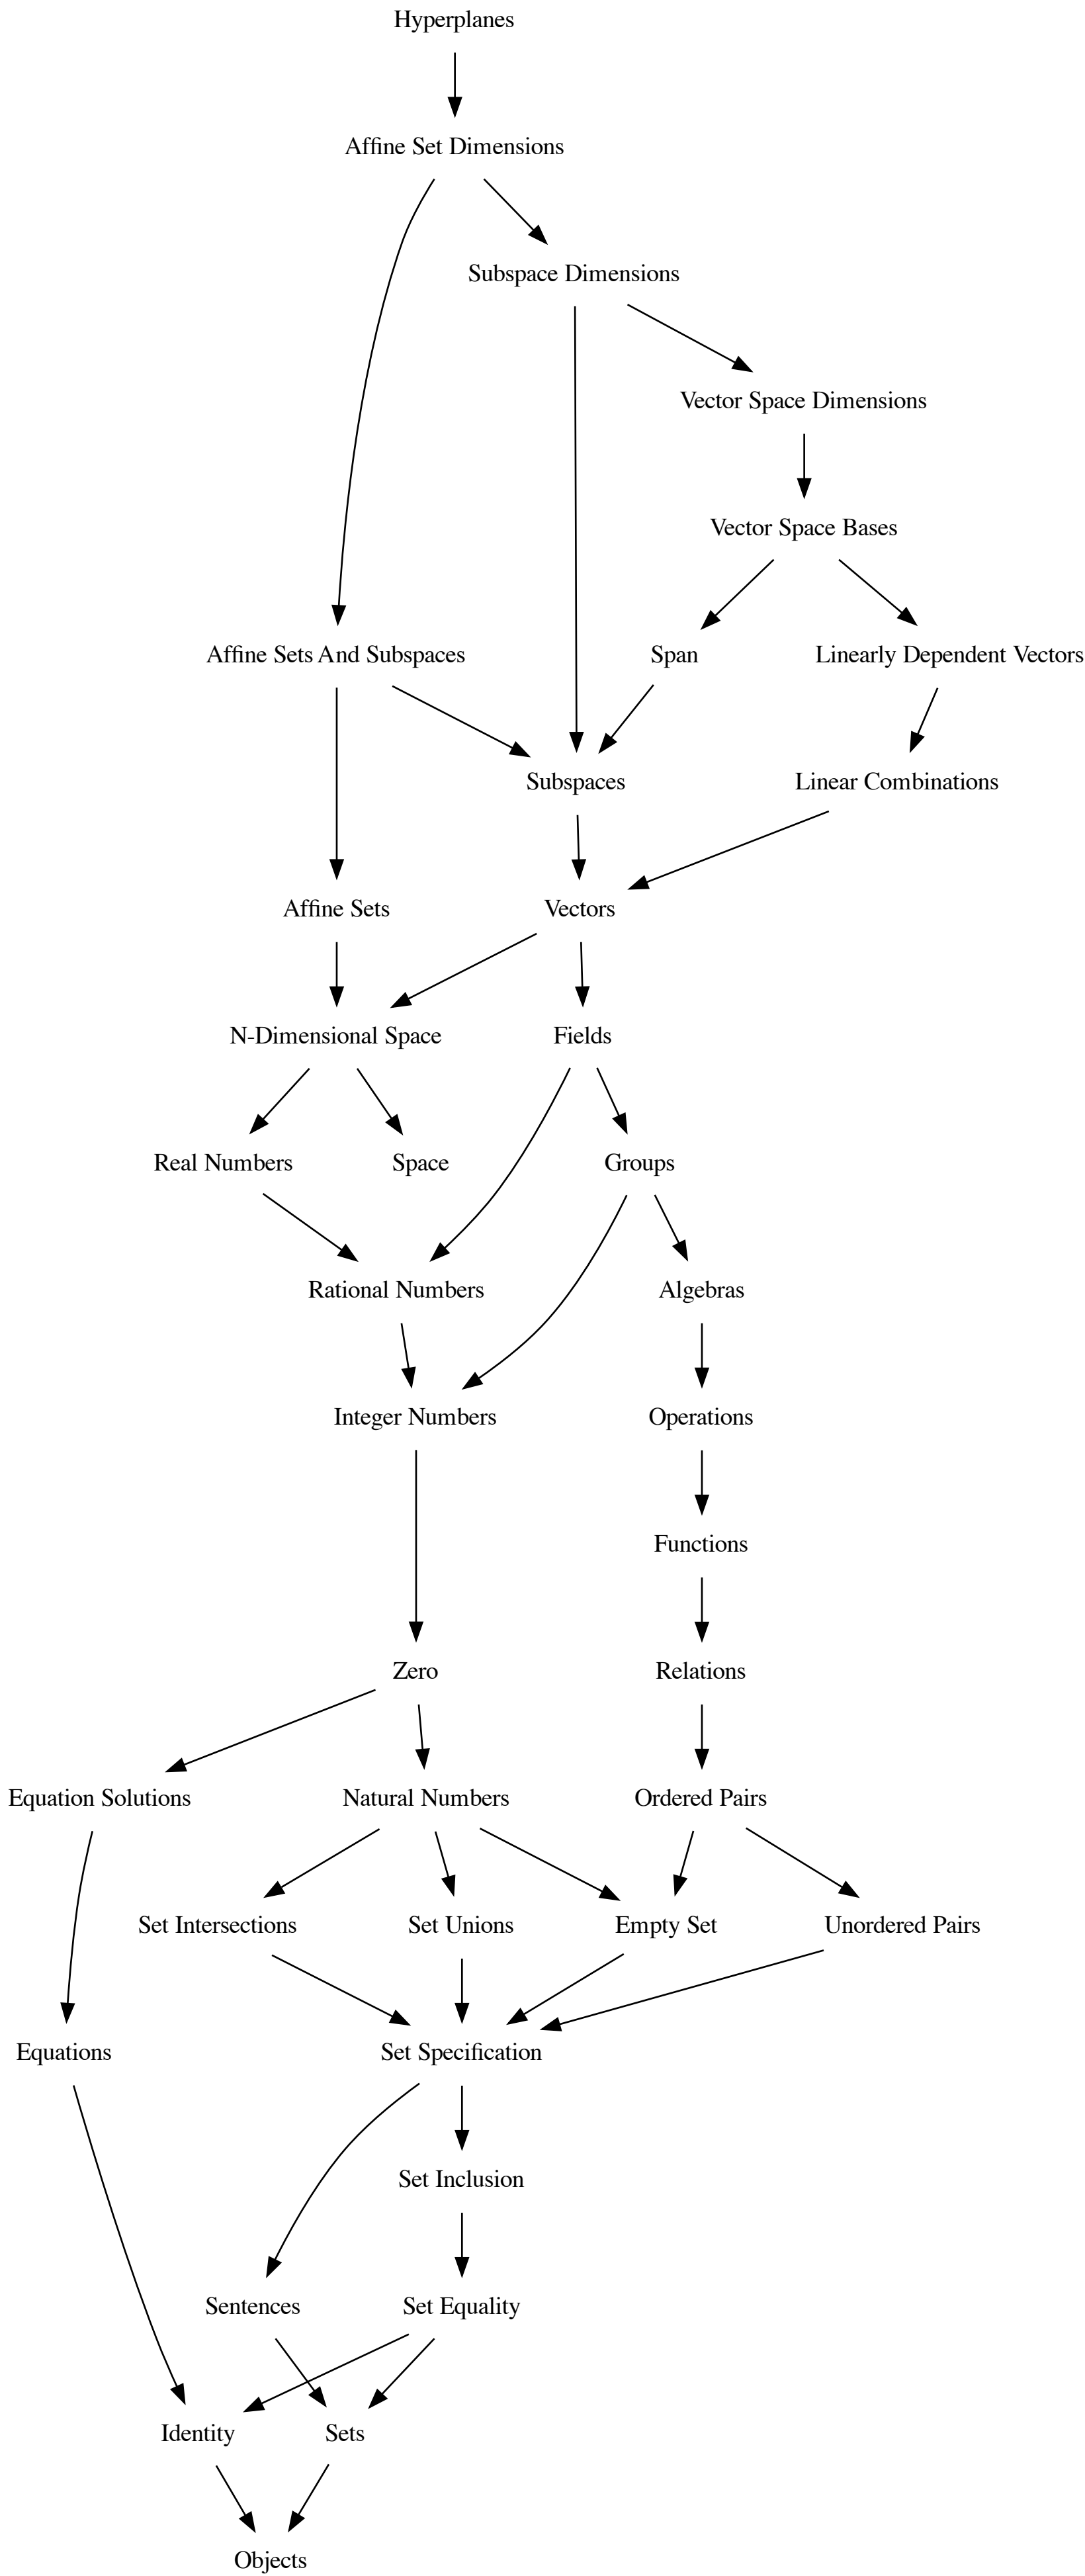 Hyperplanes
Affine Set Dimensions
Subspace Dimensions
Vector Space Dimensions
Vector Space Bases
Affine Sets And Subspaces
Span
Linearly Dependent Vectors
Subspaces
Linear Combinations
Affine Sets
Vectors
N-Dimensional Space
Fields
Real Numbers
Space
Groups
Rational Numbers
Algebras
Integer Numbers
Operations
Functions
Zero
Relations
Equation Solutions
Natural Numbers
Ordered Pairs
Set Intersections
Set Unions
Empty Set
Unordered Pairs
Equations
Set Specification
Set Inclusion
Sentences
Set Equality
Identity
Sets
Objects